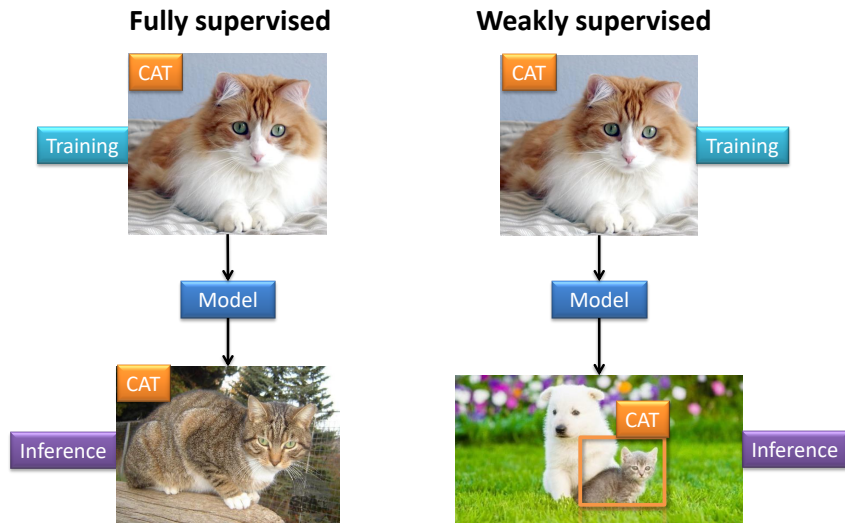 Fully supervised
Weakly supervised
CAT
CAT
Training
Training
Model
Model
CAT
CAT
Inference
Inference